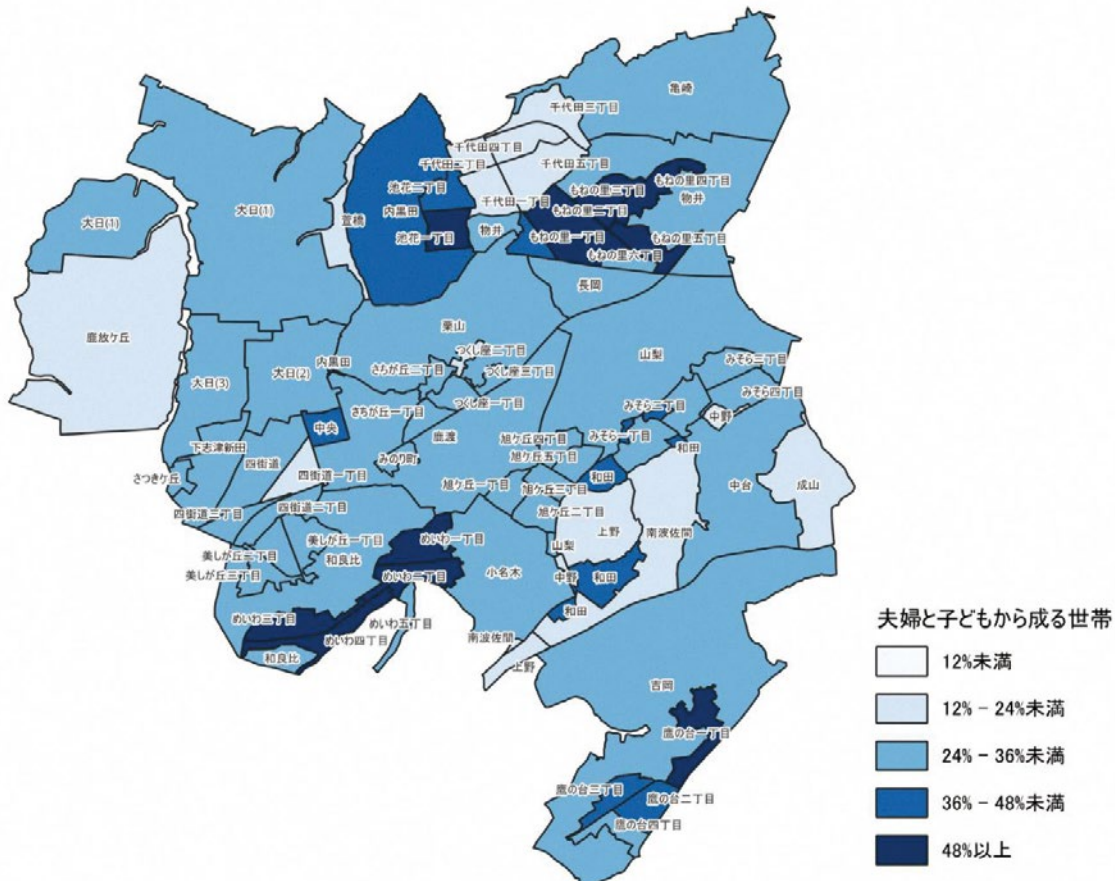 亀崎
千代田三丁目
千代田四丁目
千代田二丁目
千代田五丁目
もねの里三丁目
もねの里四丁目
池花二丁目
千代田一丁目
もねの里二丁目
物井
大日(1)
大日(1)
萱橋
内黒田
池花一丁目
物井
もねの里一丁目
もねの里五丁目
もねの里六丁目
長岡
鹿放ケ丘
栗山
つくし座二丁目
山梨
みそら三丁目
大日(3)
大日(2)
内黒田
さちが丘二丁目
つくし座三丁目
みそら四丁目
つくし座一丁目
さちが丘一丁目
みそら二丁目
中野
中央
鹿渡
旭ケ丘四丁目
みそら一丁目
和田
下志津新田
四街道
みのり町
旭ケ丘五丁目
さつきケ丘
四街道一丁目
旭ケ丘一丁目
旭ケ丘三丁目
和田
中台
成山
四街道三丁目
四街道二丁目
旭ケ丘二丁目
上野
南波佐間
美しが丘一丁目
めいわ一丁目
山梨
美しが丘二丁目
和良比
美しが丘三丁目
めいわ二丁目
小名木
中野
和田
めいわ三丁目
めいわ五丁目
和田
めいわ四丁目
南波佐間
和良比
上野
吉岡
鷹の台一丁目
鷹の台三丁目
鷹の台二丁目
鷹の台四丁目
夫婦と子どもから成る世帯
12%未満
12% - 24%未満
24% - 36%未満
36% - 48%未満
48%以上